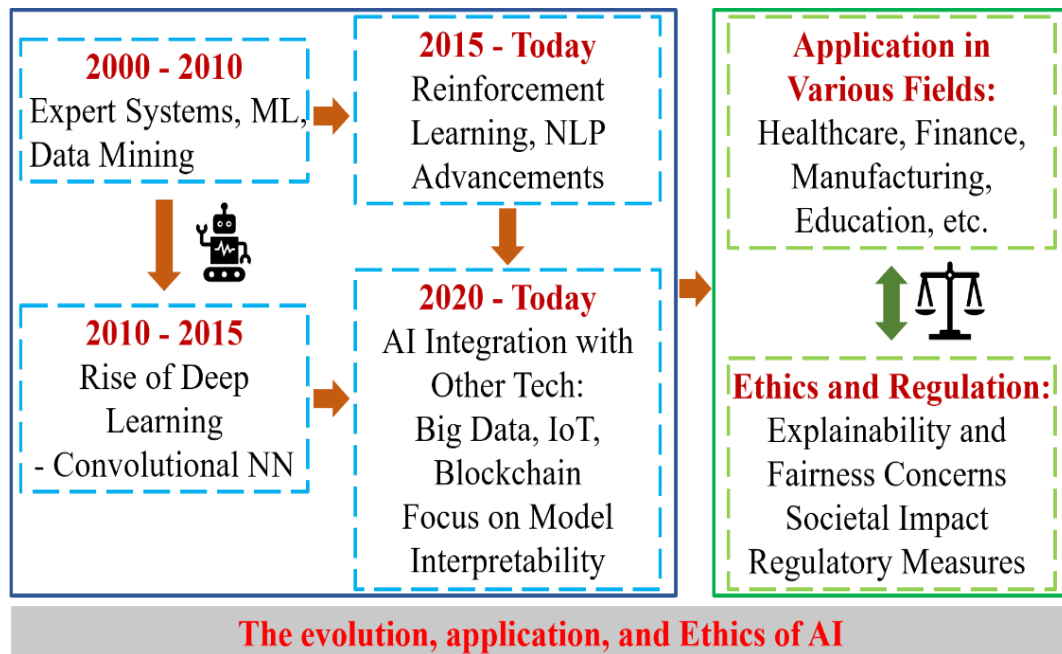 2000 - 2010
Expert Systems, ML,
Data Mining
2010 - 2015
Rise of Deep
Learning
- Convolutional NN
2015 - Today
Reinforcement
Learning, NLP
Advancements
2020 - Today
AI Integration with
Other Tech:
Big Data, IoT,
Blockchain
Focus on Model
Interpretability
Application in
Various Fields:
Healthcare, Finance,
Manufacturing,
Education, etc.
Ethics and Regulation:
Explainability and
Fairness Concerns
Societal Impact
Regulatory Measures
The evolution, application, and Ethics of AI